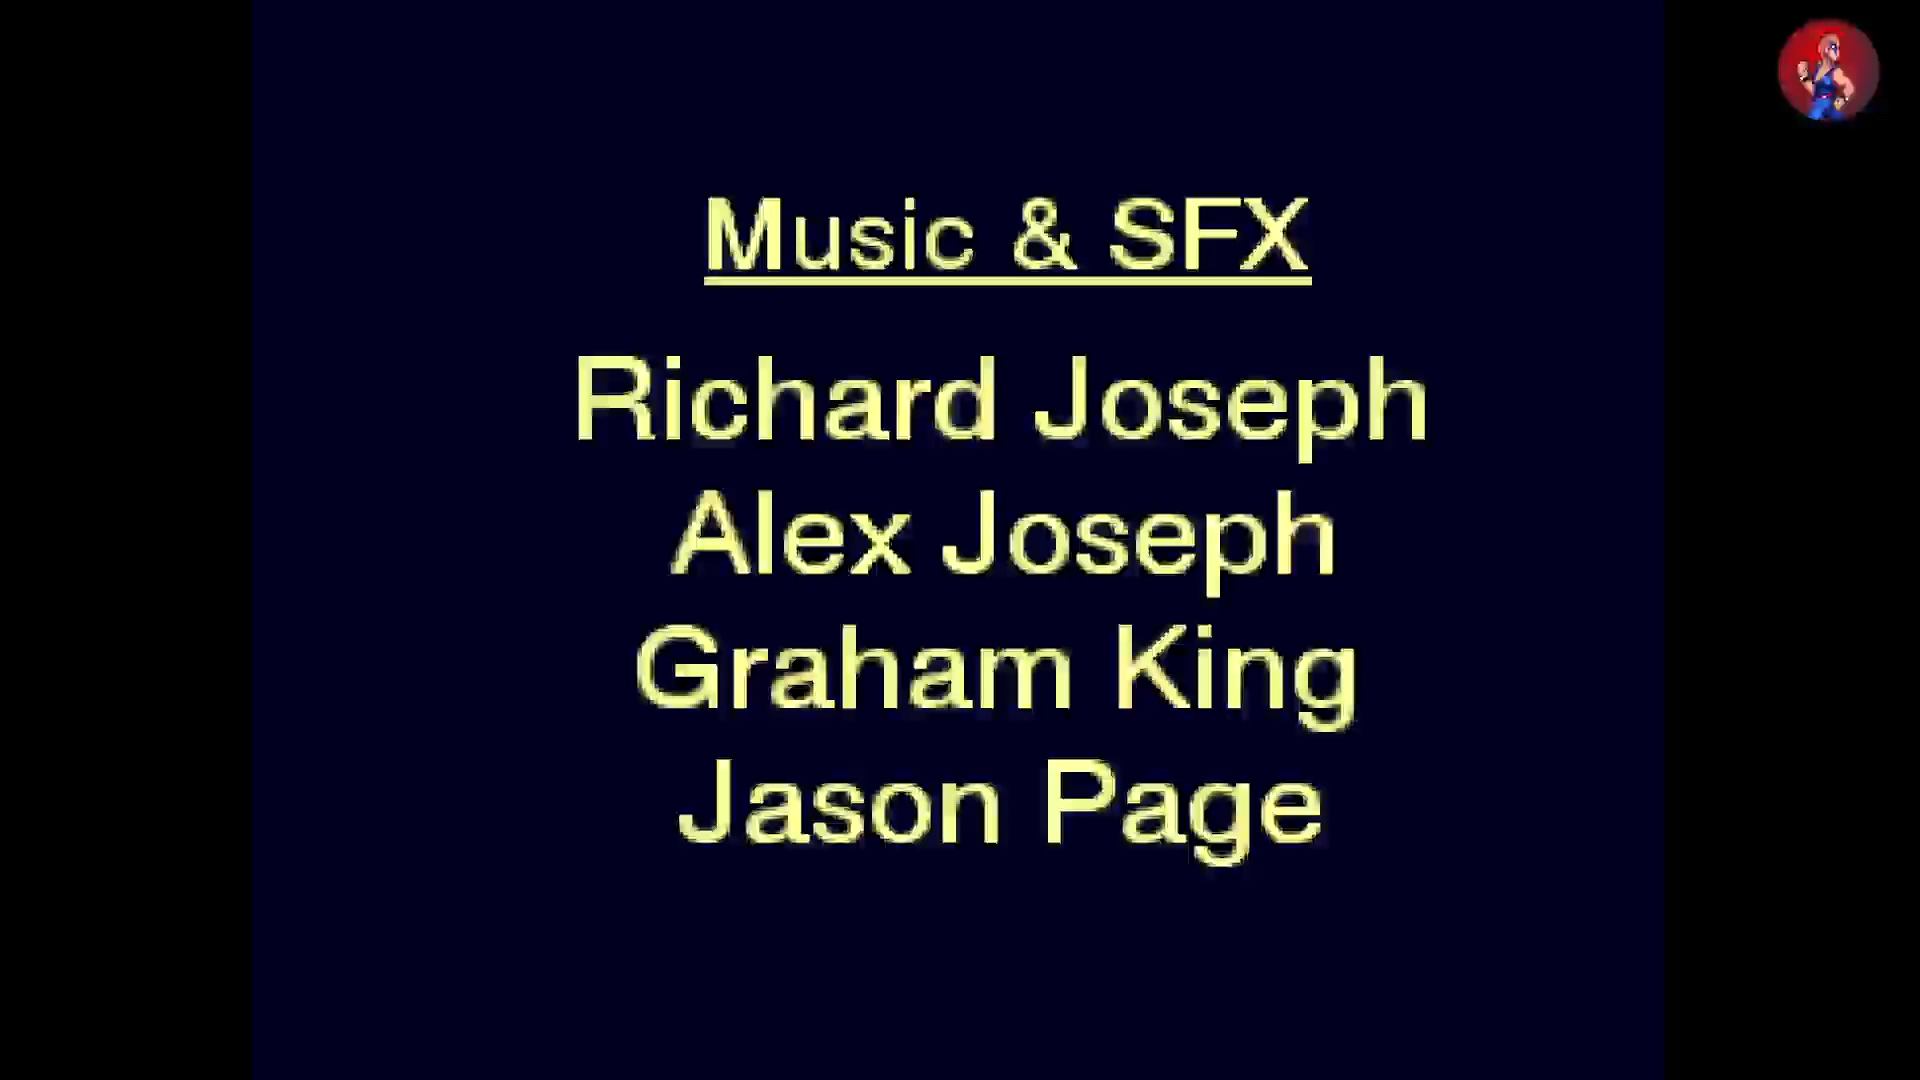 Music & SFX
Richard Joseph
Alex Joseph
Graham King
Jason Page